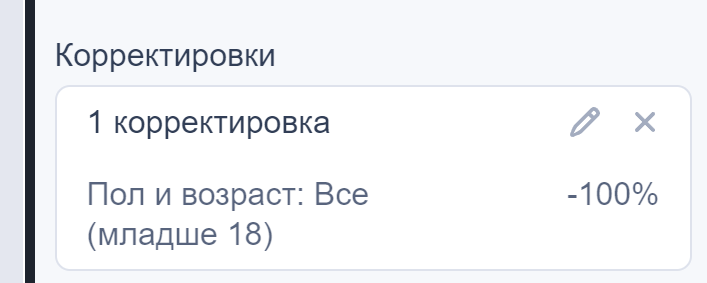 Корректировки
1 корректировка
Пол и возраст: Все -100%
(младше 18)